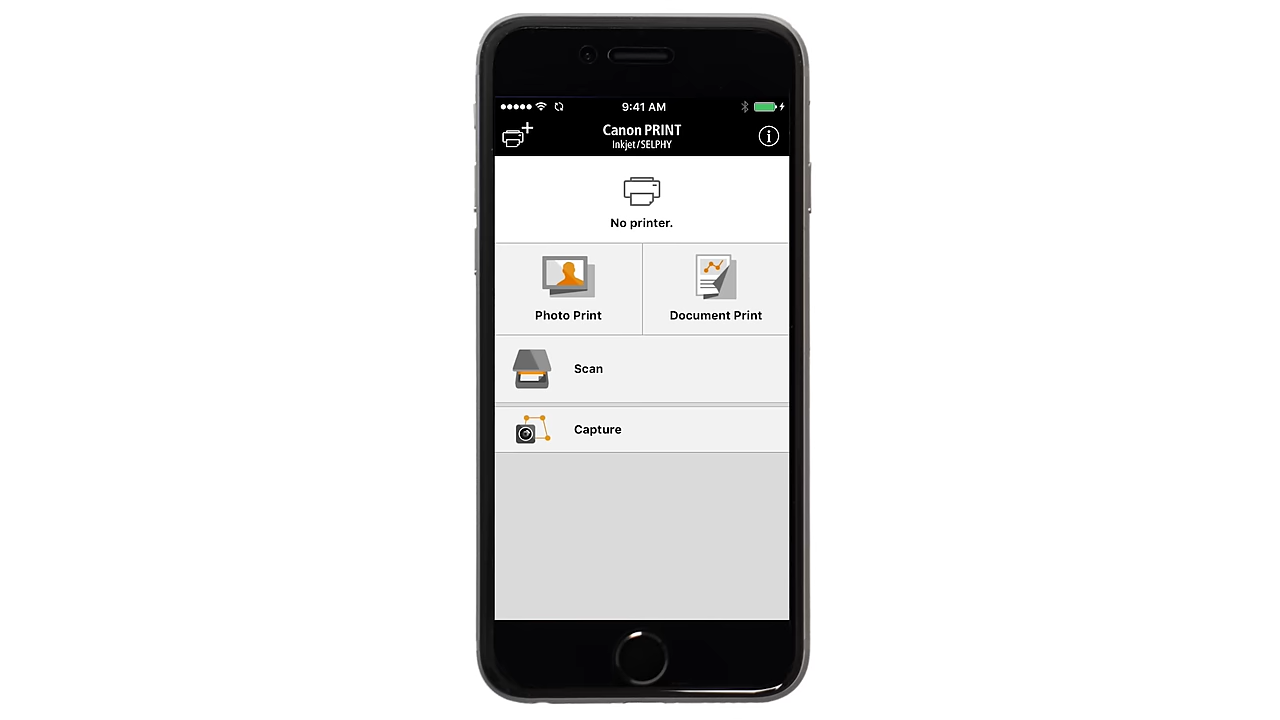 9:41 AM
Canon PRINT
Inkjet/SELPHY
No printer.
Photo Print
Document Print
Scan
Capture